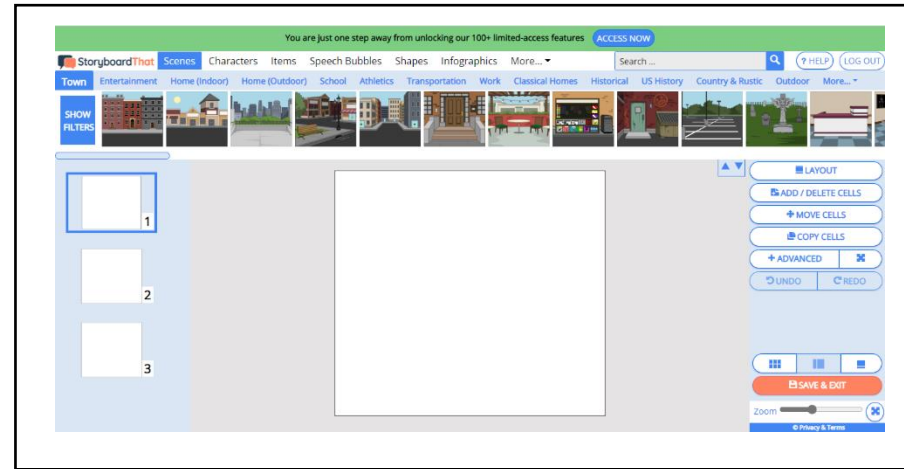 You are just one step away from unlocking our 100+ limited-access features ACCESS NOW
StoryboardThat Scenes Characters Items Speech Bubbles Shapes Infographics More... Search ... ? HELP LOG OUT
Town Entertainment Home (Indoor) Home (Outdoor) School Athletics Transportation Work Classical Homes Historical US History Country & Rustic Outdoor More...
SHOW
FILTERS
1
2
3
LAYOUT
ADD / DELETE CELLS
MOVE CELLS
COPY CELLS
+ ADVANCED
UNDO REDO
SAVE & EXIT
Zoom
© Privacy & Terms